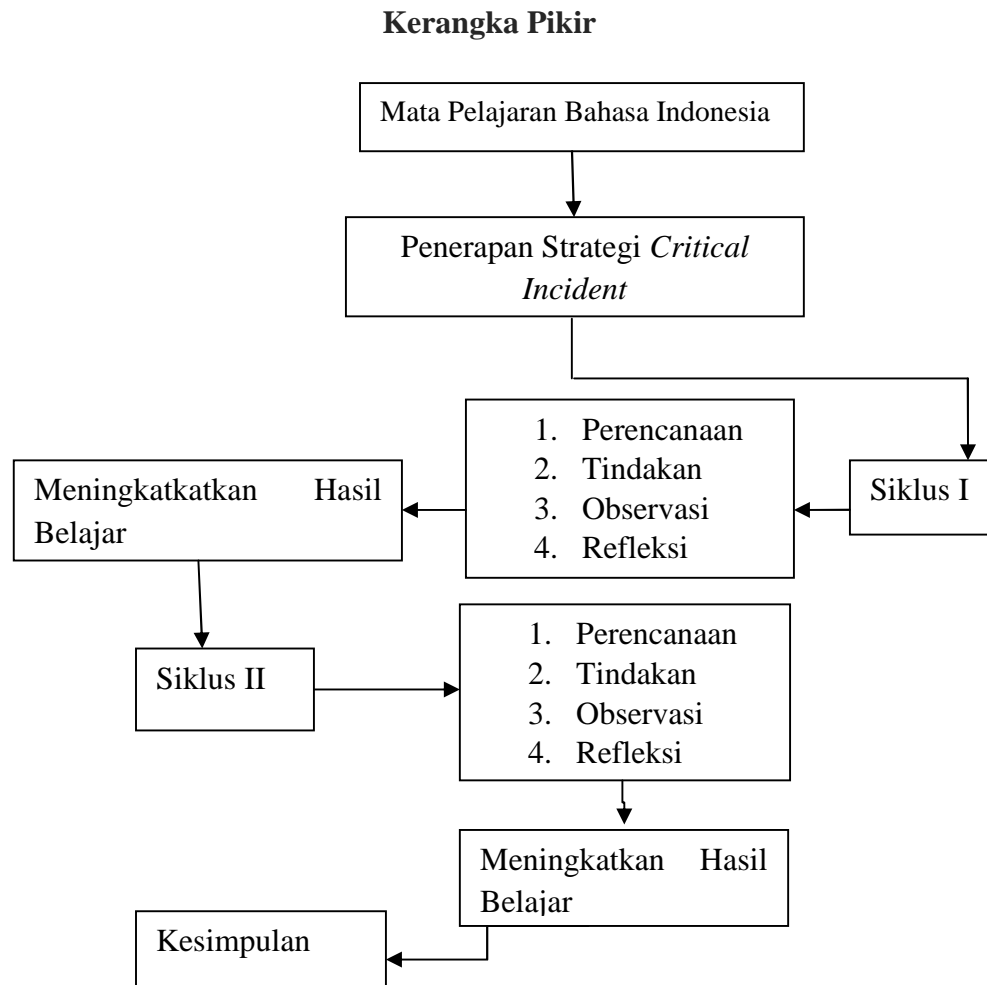 Kerangka Pikir
Mata Pelajaran Bahasa Indonesia
Penerapan Strategi Critical
Incident
Siklus I
1. Perencanaan
2. Tindakan
3. Observasi
4. Refleksi
Meningkatkatkan Hasil
Belajar
Siklus II
1. Perencanaan
2. Tindakan
3. Observasi
4. Refleksi
Meningkatkan Hasil
Belajar
Kesimpulan